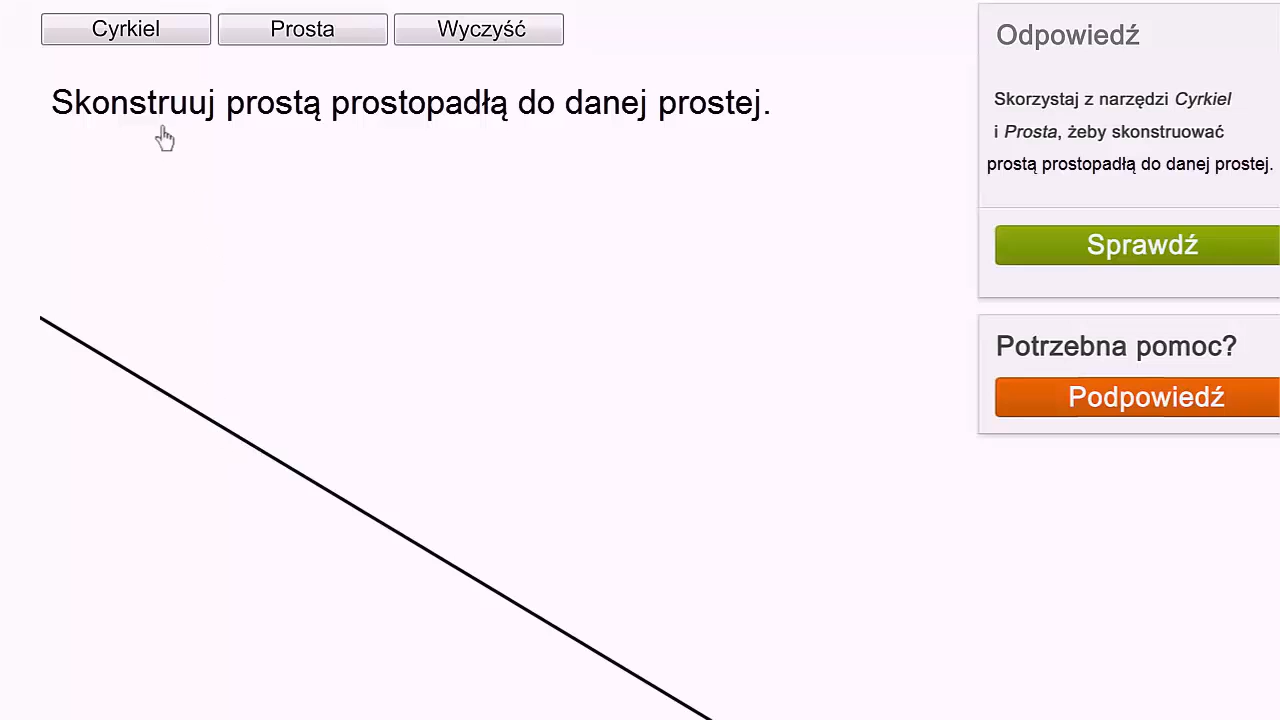 Cyrkiel Prosta Wyczyść
Skonstruuj prostą prostopadłą do danej prostej.
Odpowiedź
Skorzystaj z narzędzi Cyrkiel
i Prosta, żeby skonstruować
prostą prostopadłą do danej prostej.
Sprawdź
Potrzebna pomoc?
Podpowiedź